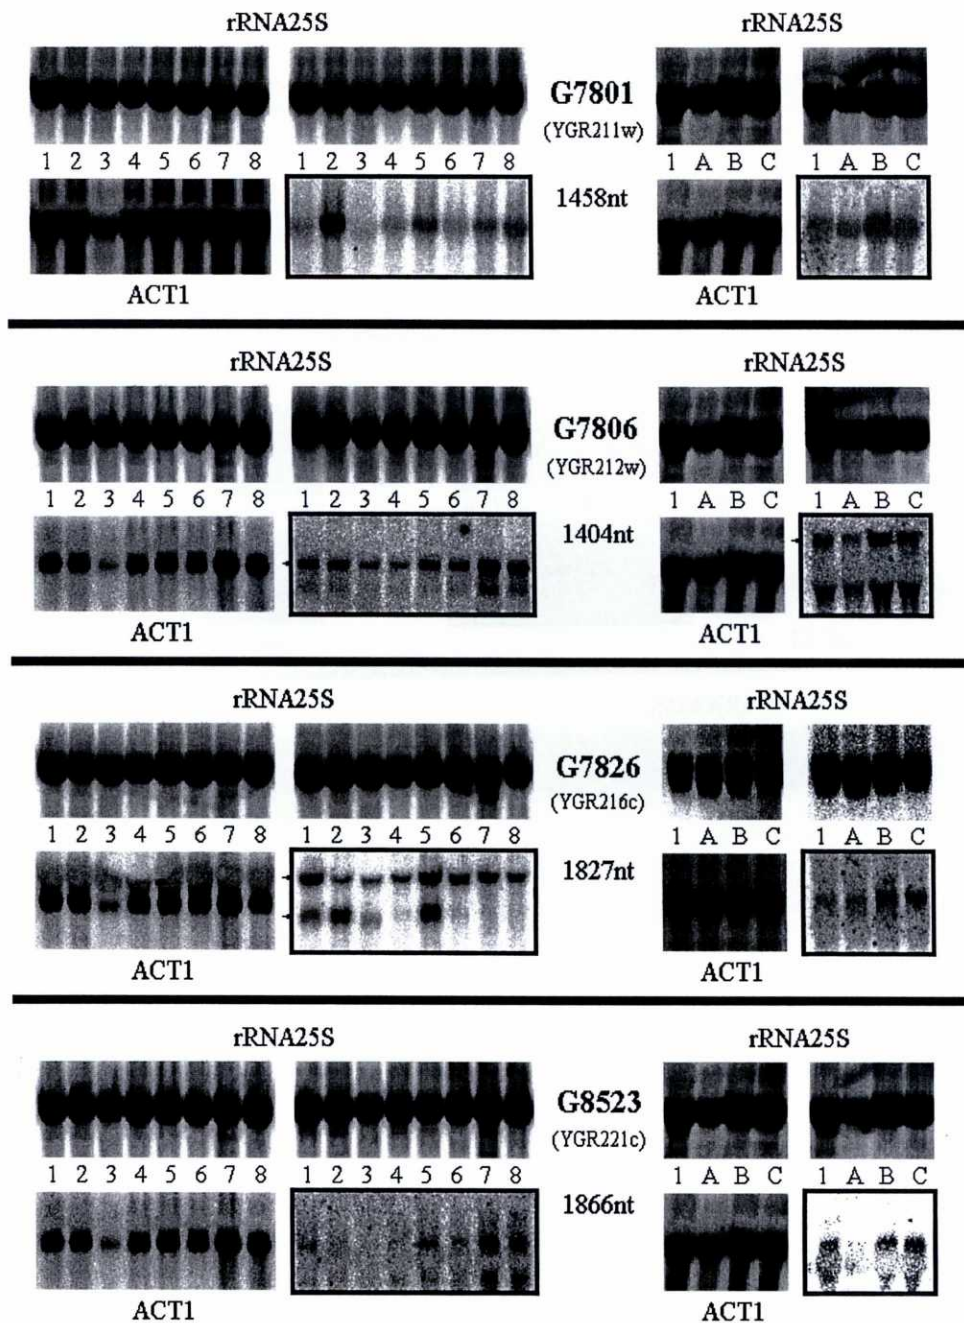 rRNA25S rRNA25S
G7801
(YGR211w)
1 2 3 4 5 6 7 8 1 2 3 4 5 6 7 8 1 A B C 1 A B C
1458nt
ACT1 ACT1
rRNA25S rRNA25S
G7806
(YGR212w)
1 2 3 4 5 6 7 8 1 2 3 4 5 6 7 8 1 A B C 1 A B C
1404nt
ACT1 ACT1
rRNA25S rRNA25S
G7826
(YGR216c)
1 2 3 4 5 6 7 8 1 2 3 4 5 6 7 8 1 A B C 1 A B C
1827nt
ACT1 ACT1
rRNA25S rRNA25S
G8523
(YGR221c)
1 2 3 4 5 6 7 8 1 2 3 4 5 6 7 8 1 A B C 1 A B C
1866nt
ACT1 ACT1